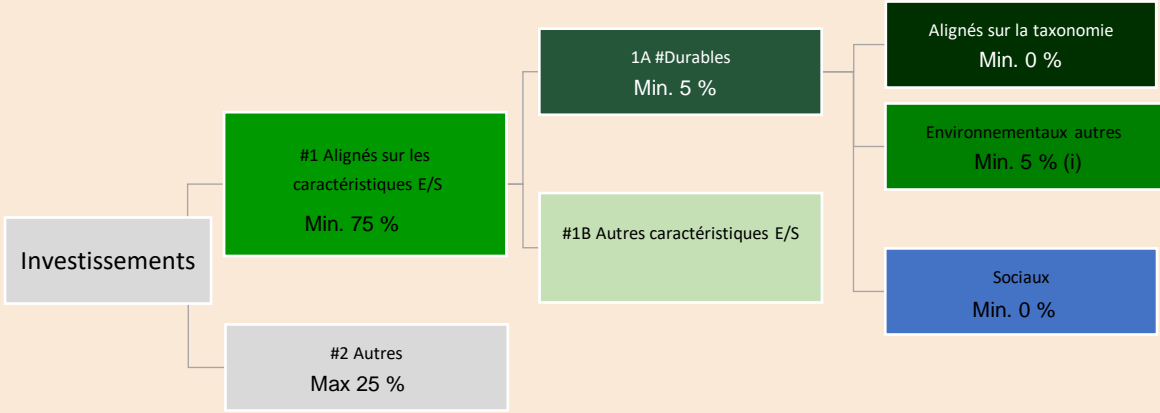 Investissements
#1 Alignés sur les
caractéristiques E/S
Min. 75 %
#2 Autres
Max 25 %
1A #Durables
Min. 5 %
#1B Autres caractéristiques E/S
Alignés sur la taxonomie
Min. 0 %
Environnementaux autres
Min. 5 % (i)
Sociaux
Min. 0 %